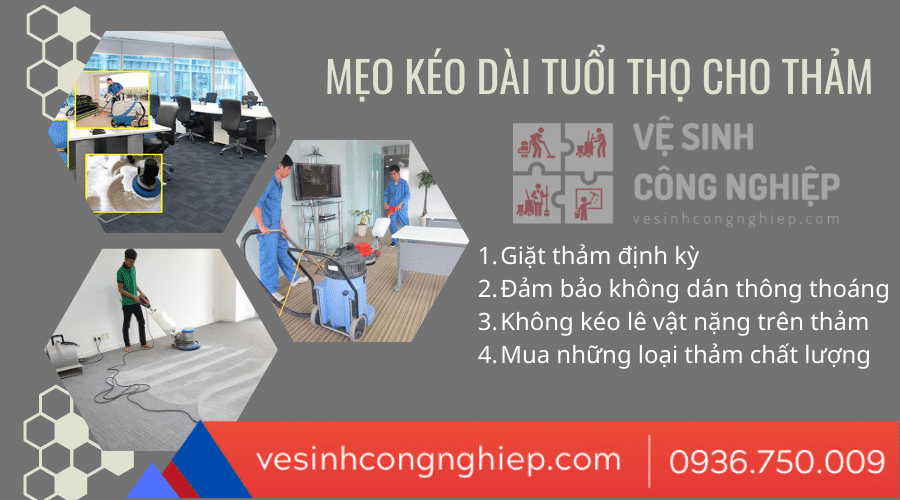 MẸO KÉO DÀI TUỔI THỌ CHO THẢM
VỆ SINH
CÔNG NGHIỆP
vesinhcongnghiep.com
1. Giặt thảm định kỳ
2. Đảm bảo không dán thông thoáng
3. Không kéo lê vật nặng trên thảm
4. Mua những loại thảm chất lượng
vesinhcongnghiep.com | 0936.750.009